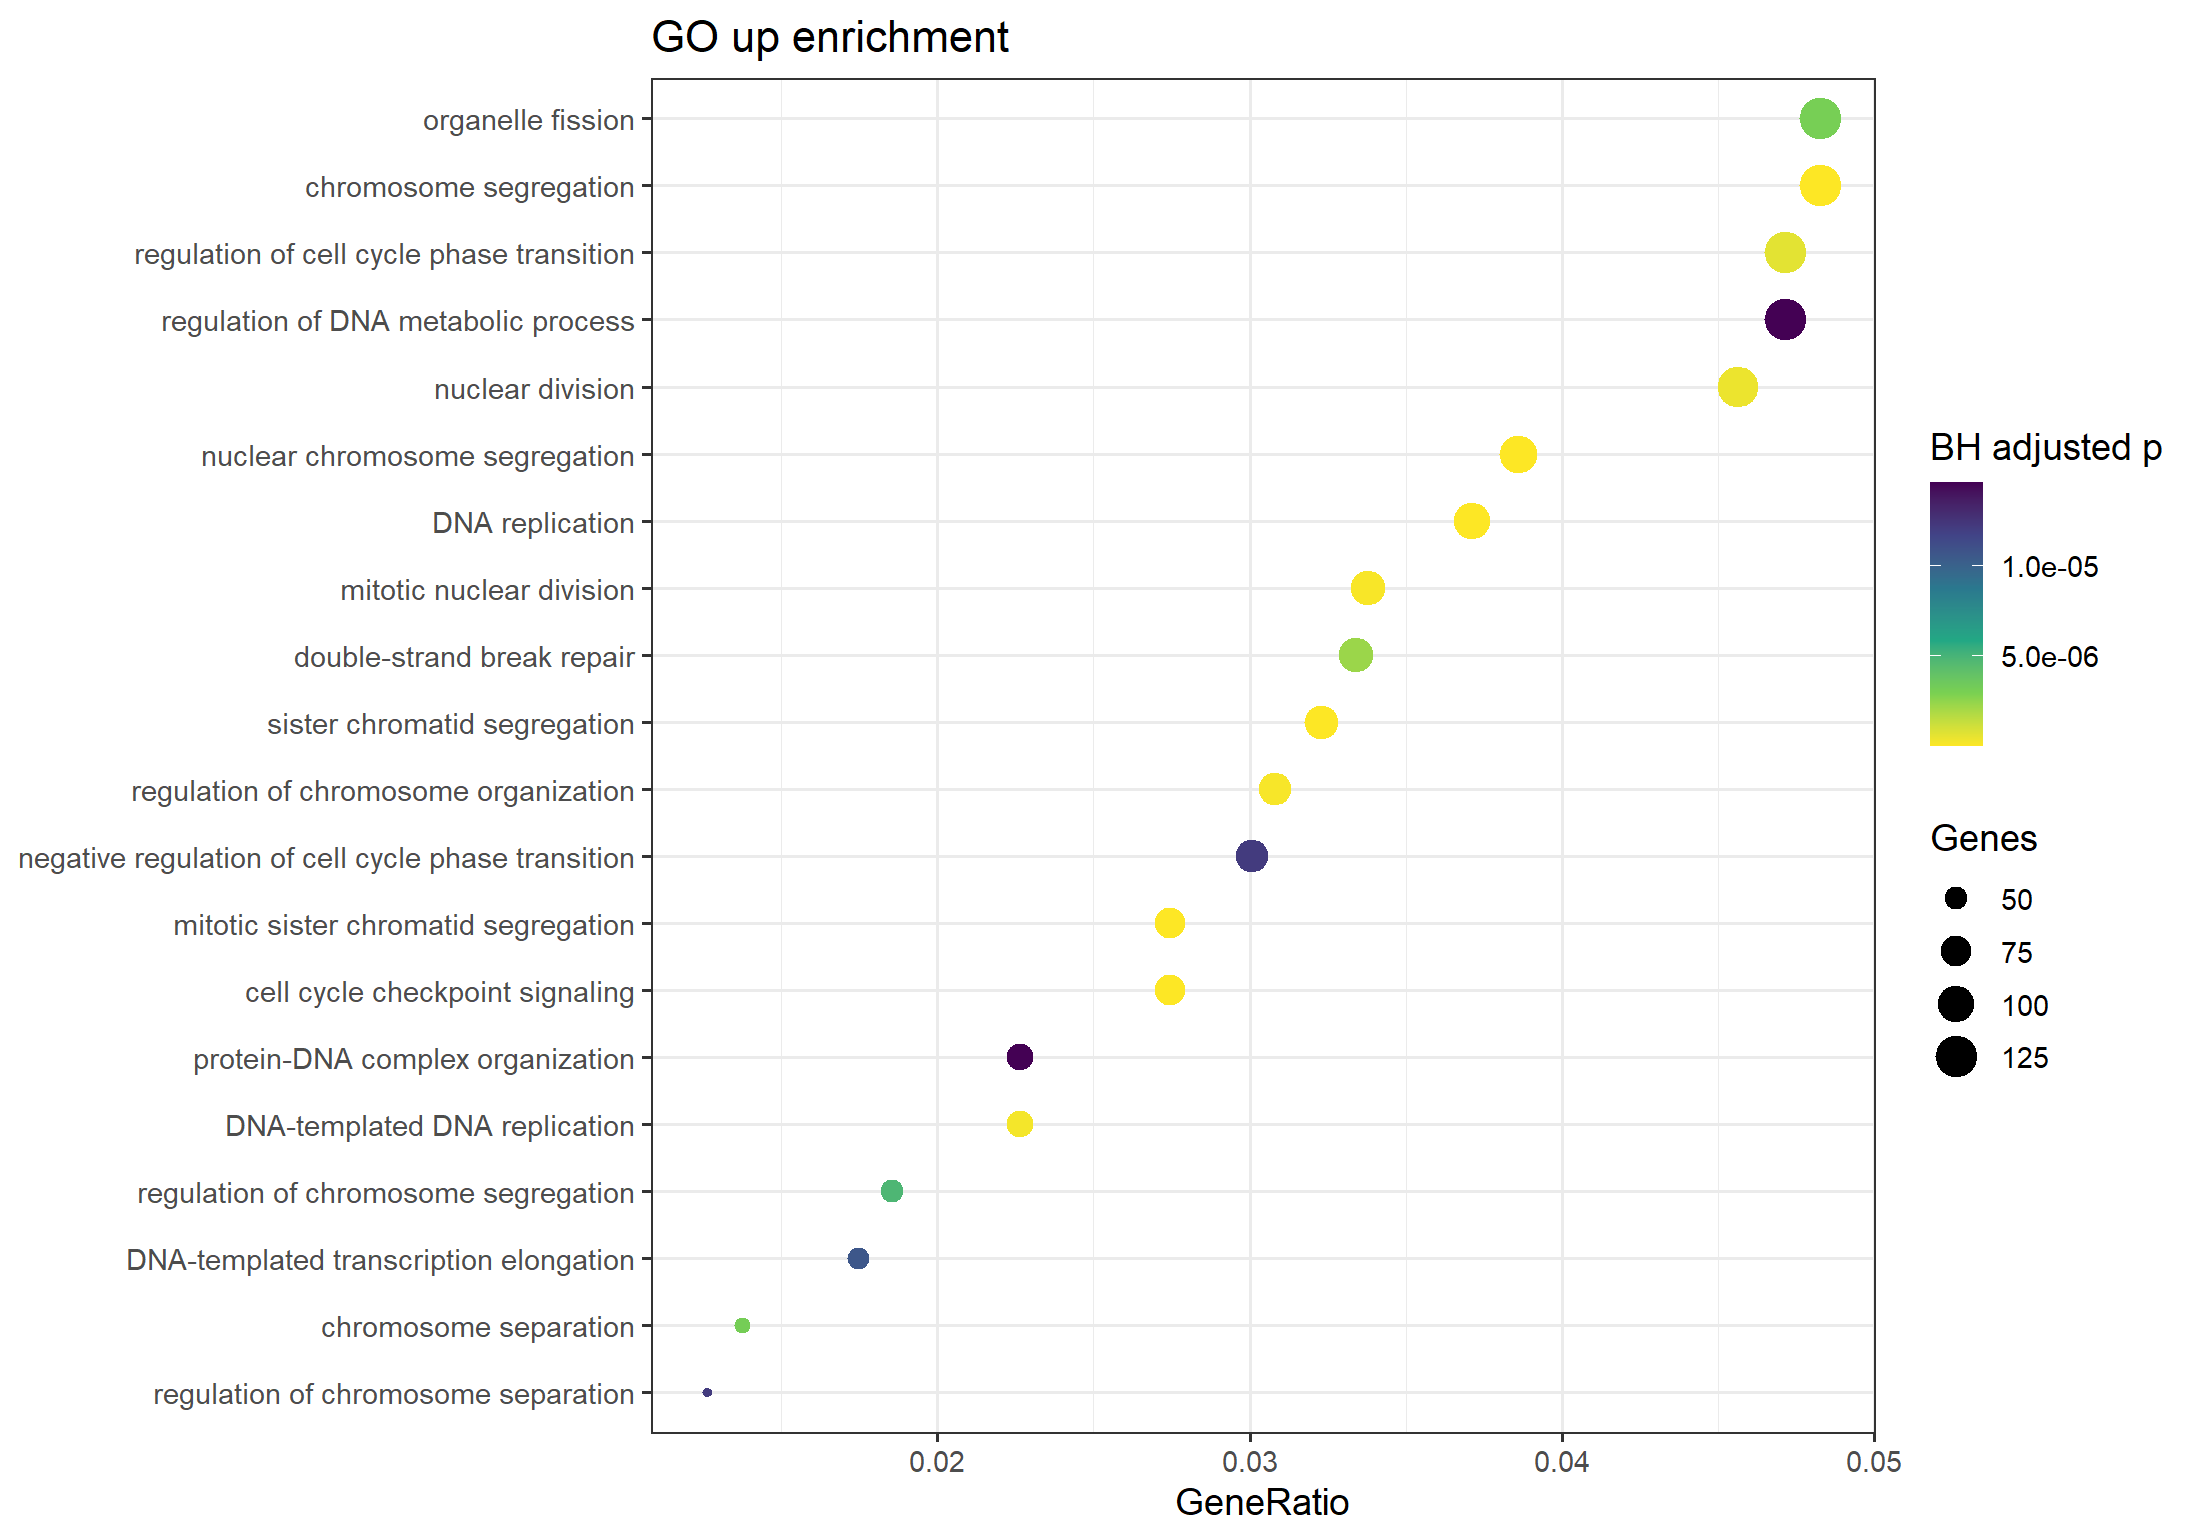 GO up enrichment
organelle fission
chromosome segregation
regulation of cell cycle phase transition
regulation of DNA metabolic process
nuclear division
nuclear chromosome segregation
DNA replication
mitotic nuclear division
double-strand break repair
sister chromatid segregation
regulation of chromosome organization
negative regulation of cell cycle phase transition
mitotic sister chromatid segregation
cell cycle checkpoint signaling
protein-DNA complex organization
DNA-templated DNA replication
regulation of chromosome segregation
DNA-templated transcription elongation
chromosome separation
regulation of chromosome separation
0.02 0.03 0.04 0.05
GeneRatio
BH adjusted p
1.0e-05
5.0e-06
Genes
50
75
100
125